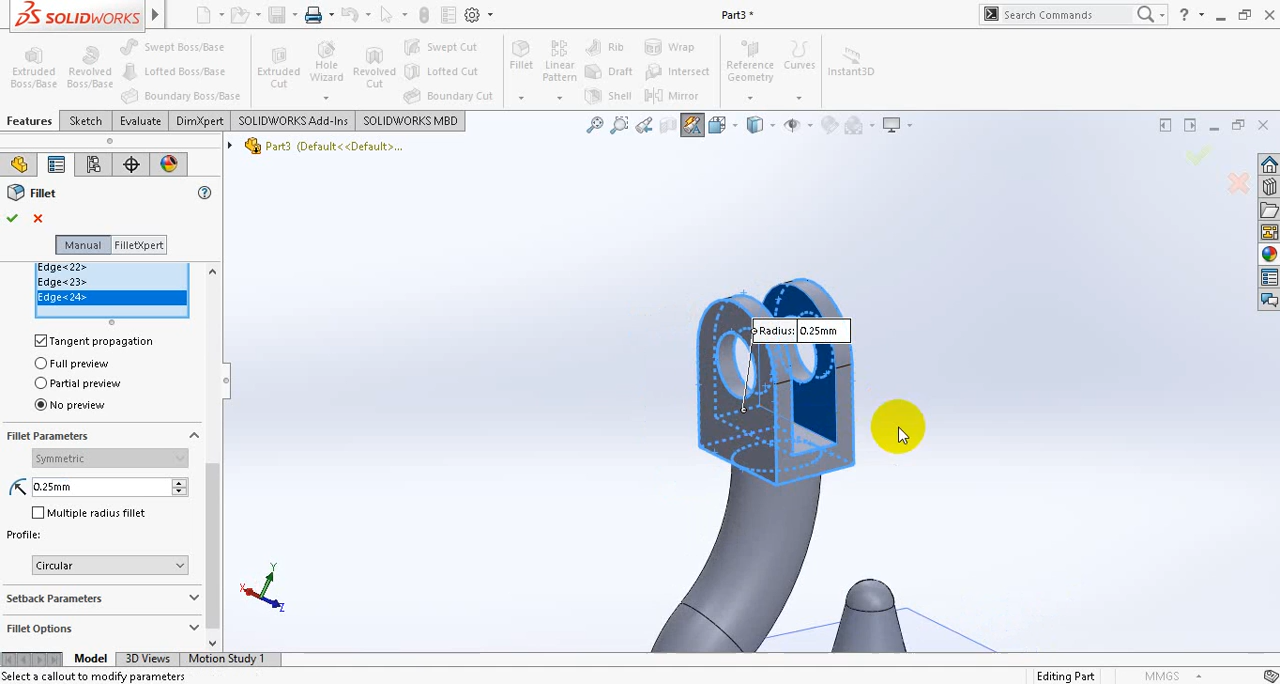 SOLIDWORKS
Part3 *
Search Commands
?
Extruded Boss/Base
Revolved Boss/Base
Swept Boss/Base
Lofted Boss/Base
Boundary Boss/Base
Extruded Cut
Hole Wizard
Revolved Cut
Swept Cut
Lofted Cut
Boundary Cut
Fillet
Linear Pattern
Rib
Draft
Shell
Wrap
Intersect
Mirror
Reference Geometry
Curves
Instant3D
Features
Sketch
Evaluate
DimXpert
SOLIDWORKS Add-Ins
SOLIDWORKS MBD
Part3 (Default<<Default>...
Fillet
?
Manual
FilletXpert
Edge<22>
Edge<23>
Edge<24>
Tangent propagation
Full preview
Partial preview
No preview
Fillet Parameters
Symmetric
0.25mm
Multiple radius fillet
Profile:
Circular
Setback Parameters
Fillet Options
Radius: 0.25mm
Y
X
Z
Model
3D Views
Motion Study 1
Select a callout to modify parameters
Editing Part
MMGS